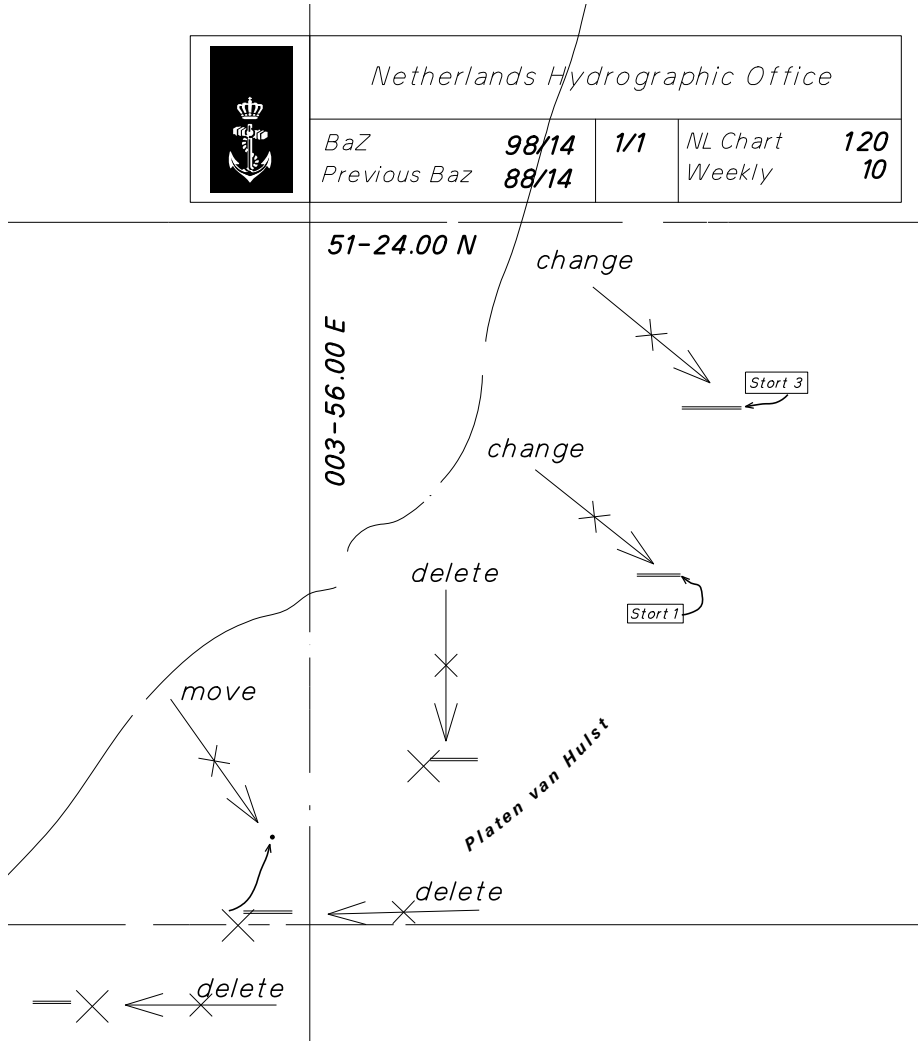 Netherlands Hydrographic Office
BaZ 98/14 1/1 NL Chart 120
Previous Baz 88/14 Weekly 10
51-24.00 N
change
003-56.00 E
Stort 3
change
delete
Stort 1
move
Platen van Hulst
delete
delete